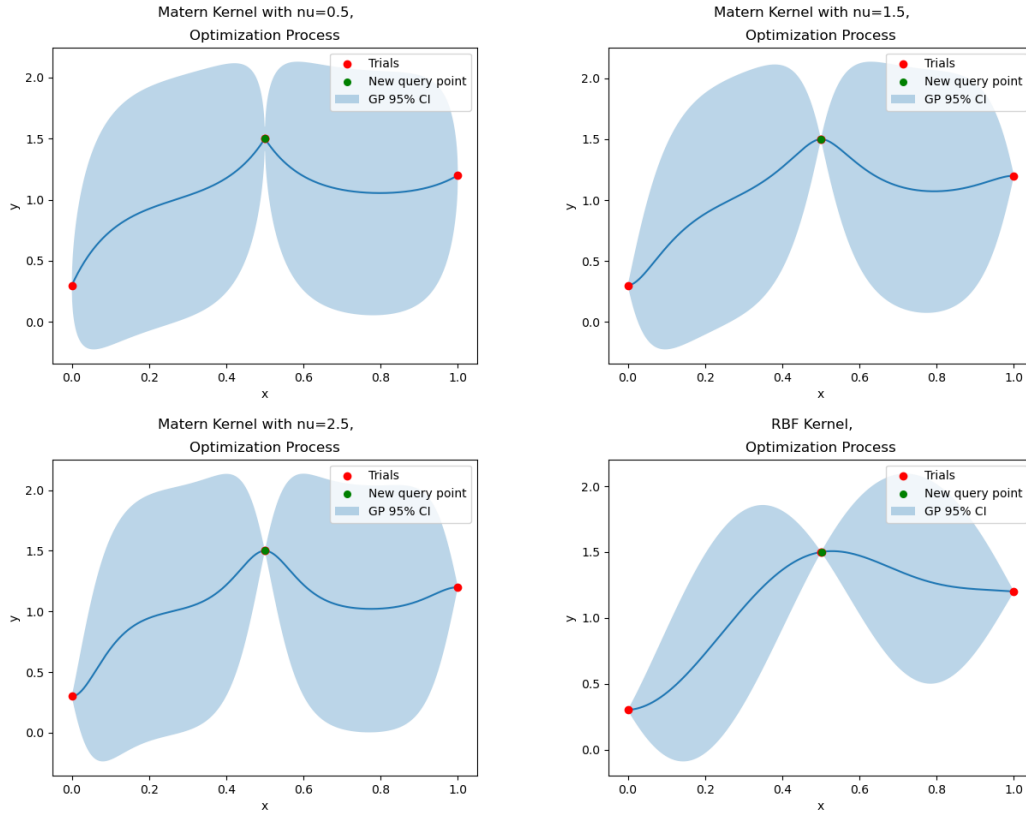 Matern Kernel with nu=0.5,
Optimization Process
Trials
New query point
GP 95% CI
y
2.0
1.5
1.0
0.5
0.0
0.0 0.2 0.4 0.6 0.8 1.0
x
Matern Kernel with nu=1.5,
Optimization Process
Trials
New query point
GP 95% CI
y
2.0
1.5
1.0
0.5
0.0
0.0 0.2 0.4 0.6 0.8 1.0
x
Matern Kernel with nu=2.5,
Optimization Process
Trials
New query point
GP 95% CI
y
2.0
1.5
1.0
0.5
0.0
0.0 0.2 0.4 0.6 0.8 1.0
x
RBF Kernel,
Optimization Process
Trials
New query point
GP 95% CI
y
2.0
1.5
1.0
0.5
0.0
0.0 0.2 0.4 0.6 0.8 1.0
x